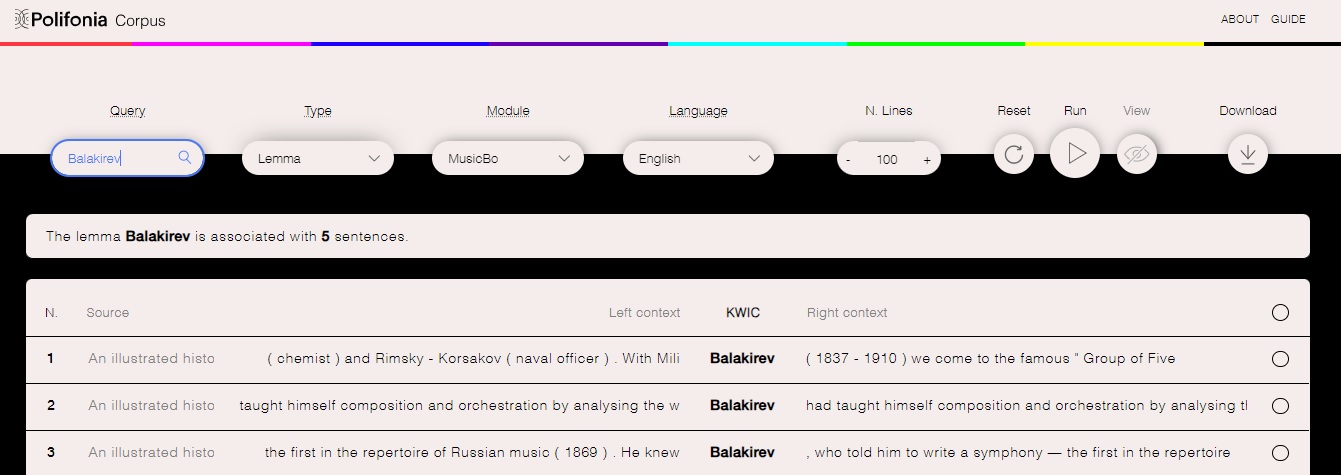 Polifonia Corpus
ABOUT GUIDE
Query Type Module Language N. Lines Reset Run View Download
Balakirev Lemma MusicBo English - 100 +
The lemma Balakirev is associated with 5 sentences.
N. Source Left context KWIC Right context
1 An illustrated histo ( chemist ) and Rimsky - Korsakov ( naval officer ) . With Mili Balakirev ( 1837 - 1910 ) we come to the famous " Group of Five
2 An illustrated histo taught himself composition and orchestration by analysing the w Balakirev had taught himself composition and orchestration by analysing tl
3 An illustrated histo the first in the repertoire of Russian music ( 1869 ) . He knew Balakirev , who told him to write a symphony — the first in the repertoire